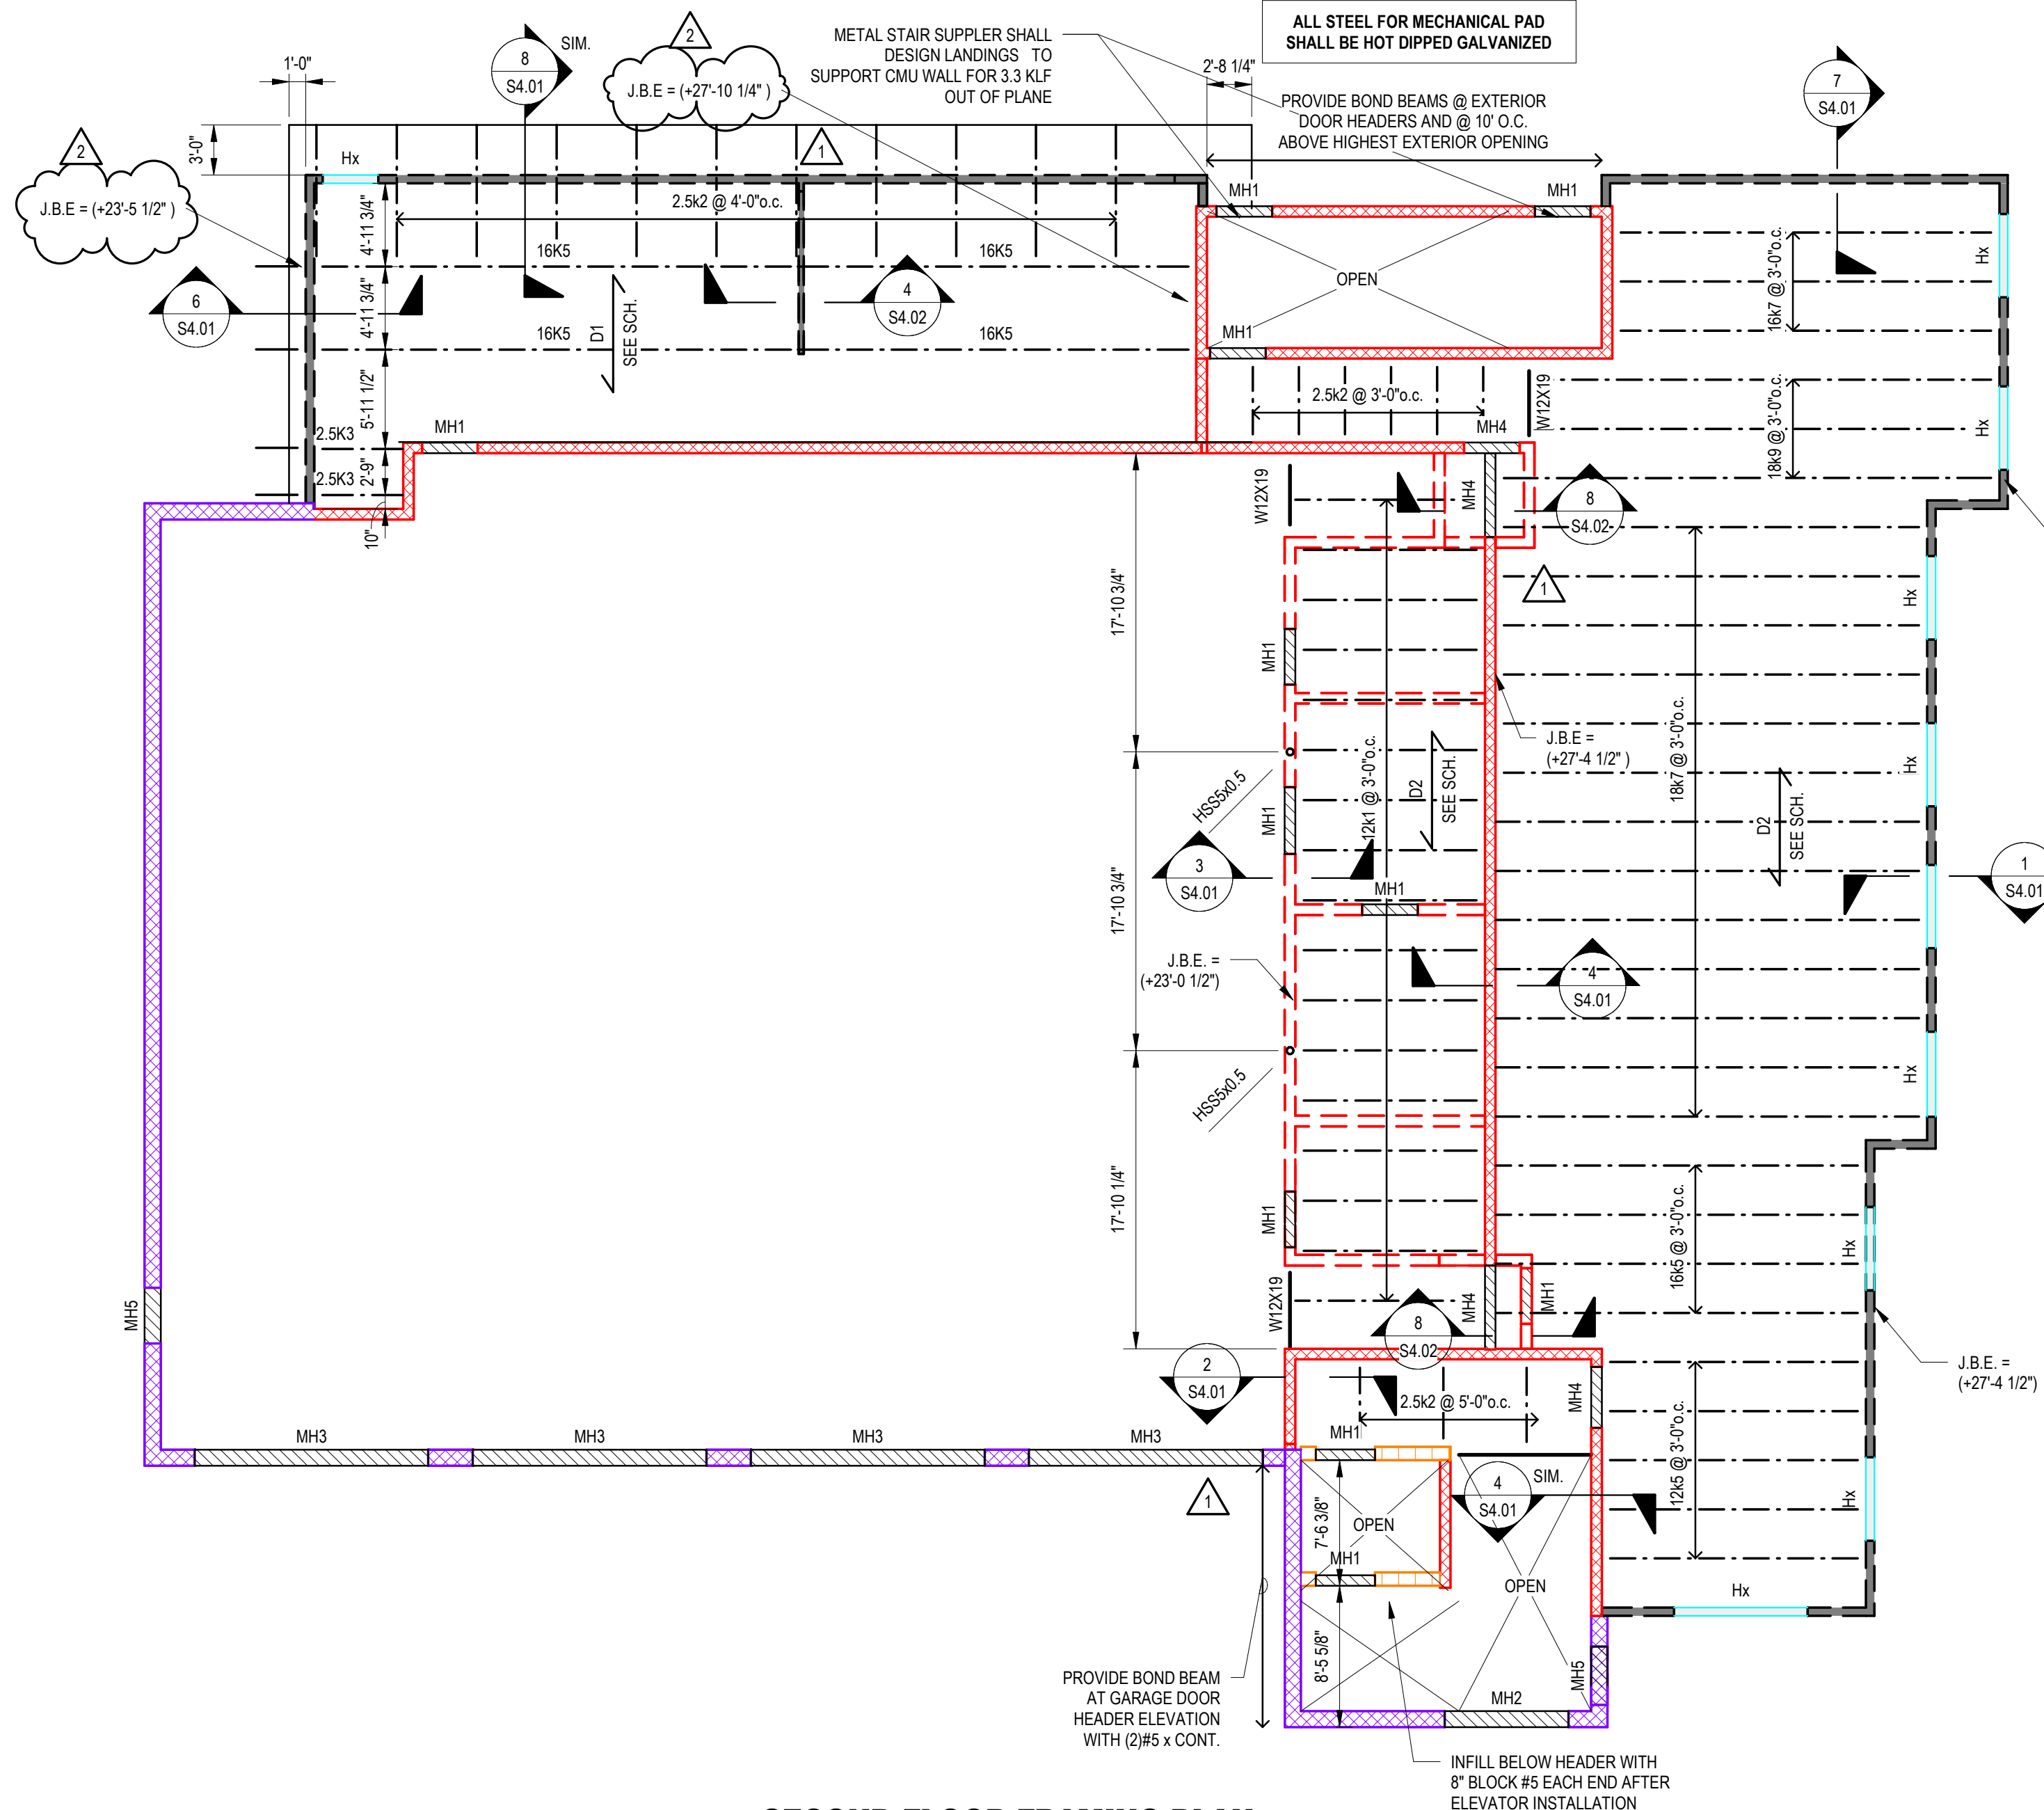 ALL STEEL FOR MECHANICAL PAD
SHALL BE HOT DIPPED GALVANIZED
METAL STAIR SUPPLER SHALL
DESIGN LANDINGS TO
SUPPORT CMU WALL FOR 3.3 KLF
OUT OF PLANE
2
8
S4.01
SIM.
1'-0"
J.B.E = (+27'-10 1/4" )
2'-8 1/4"
7
S4.01
PROVIDE BOND BEAMS @ EXTERIOR
DOOR HEADERS AND @ 10' O.C.
ABOVE HIGHEST EXTERIOR OPENING
2
3'-0"
Hx
1
J.B.E = (+23'-5 1/2" )
4'-11 3/4"
2.5k2 @ 4'-0"o.c.
MH1
MH1
16K5
16K5
Hx
16k7 @ 3'-0"o.c.
OPEN
6
S4.01
4'-11 3/4"
4
S4.02
16K5
16K5
D1
SEE SCH.
MH1
5'-11 1/2"
2.5k2 @ 3'-0"o.c.
W12X19
18k9 @ 3'-0"o.c.
Hx
2.5K3
MH1
MH4
2'-9"
2.5K3
10"
W12X19
MH4
8
S4.02
17'-10 3/4"
1
Hx
MH1
J.B.E =
(+27'-4 1/2" )
18k7 @ 3'-0"o.c.
Hx
HSS5x0.5
MH1
12k1 @ 3'-0"o.c.
D2
SEE SCH.
D2
SEE SCH.
3
S4.01
17'-10 3/4"
MH1
1
S4.01
J.B.E. =
(+23'-0 1/2")
4
S4.01
HSS5x0.5
Hx
17'-10 1/4"
MH1
16k5 @ 3'-0"o.c.
Hx
MH5
W12X19
MH4
MH1
8
S4.02
J.B.E. =
(+27'-4 1/2")
2
S4.01
2.5k2 @ 5'-0"o.c.
MH4
12k5 @ 3'-0"o.c.
MH3
MH3
MH3
MH3
MH1
1
4
S4.01
SIM.
Hx
7'-6 3/8"
OPEN
MH1
OPEN
Hx
8'-5 5/8"
MH5
PROVIDE BOND BEAM
AT GARAGE DOOR
HEADER ELEVATION
WITH (2)#5 x CONT.
MH2
INFILL BELOW HEADER WITH
8" BLOCK #5 EACH END AFTER
ELEVATOR INSTALLATION
SECOND FLOOR FRAMING PLAN